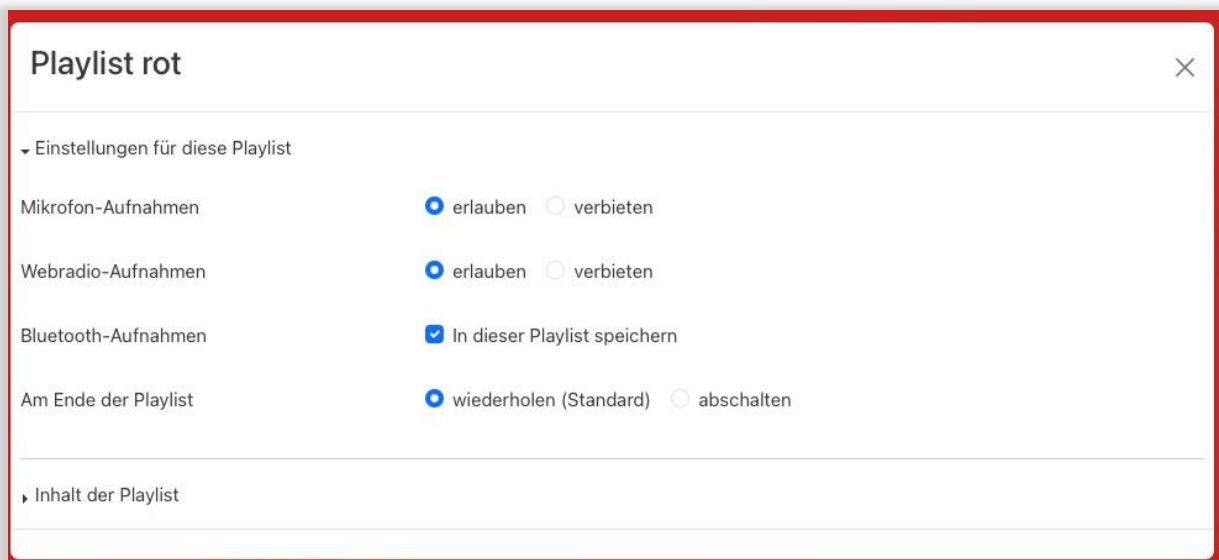 Playlist rot
Einstellungen für diese Playlist
Mikrofon-Aufnahmen erlauben verbieten
Webradio-Aufnahmen erlauben verbieten
Bluetooth-Aufnahmen In dieser Playlist speichern
Am Ende der Playlist wiederholen (Standard) abschalten
Inhalt der Playlist